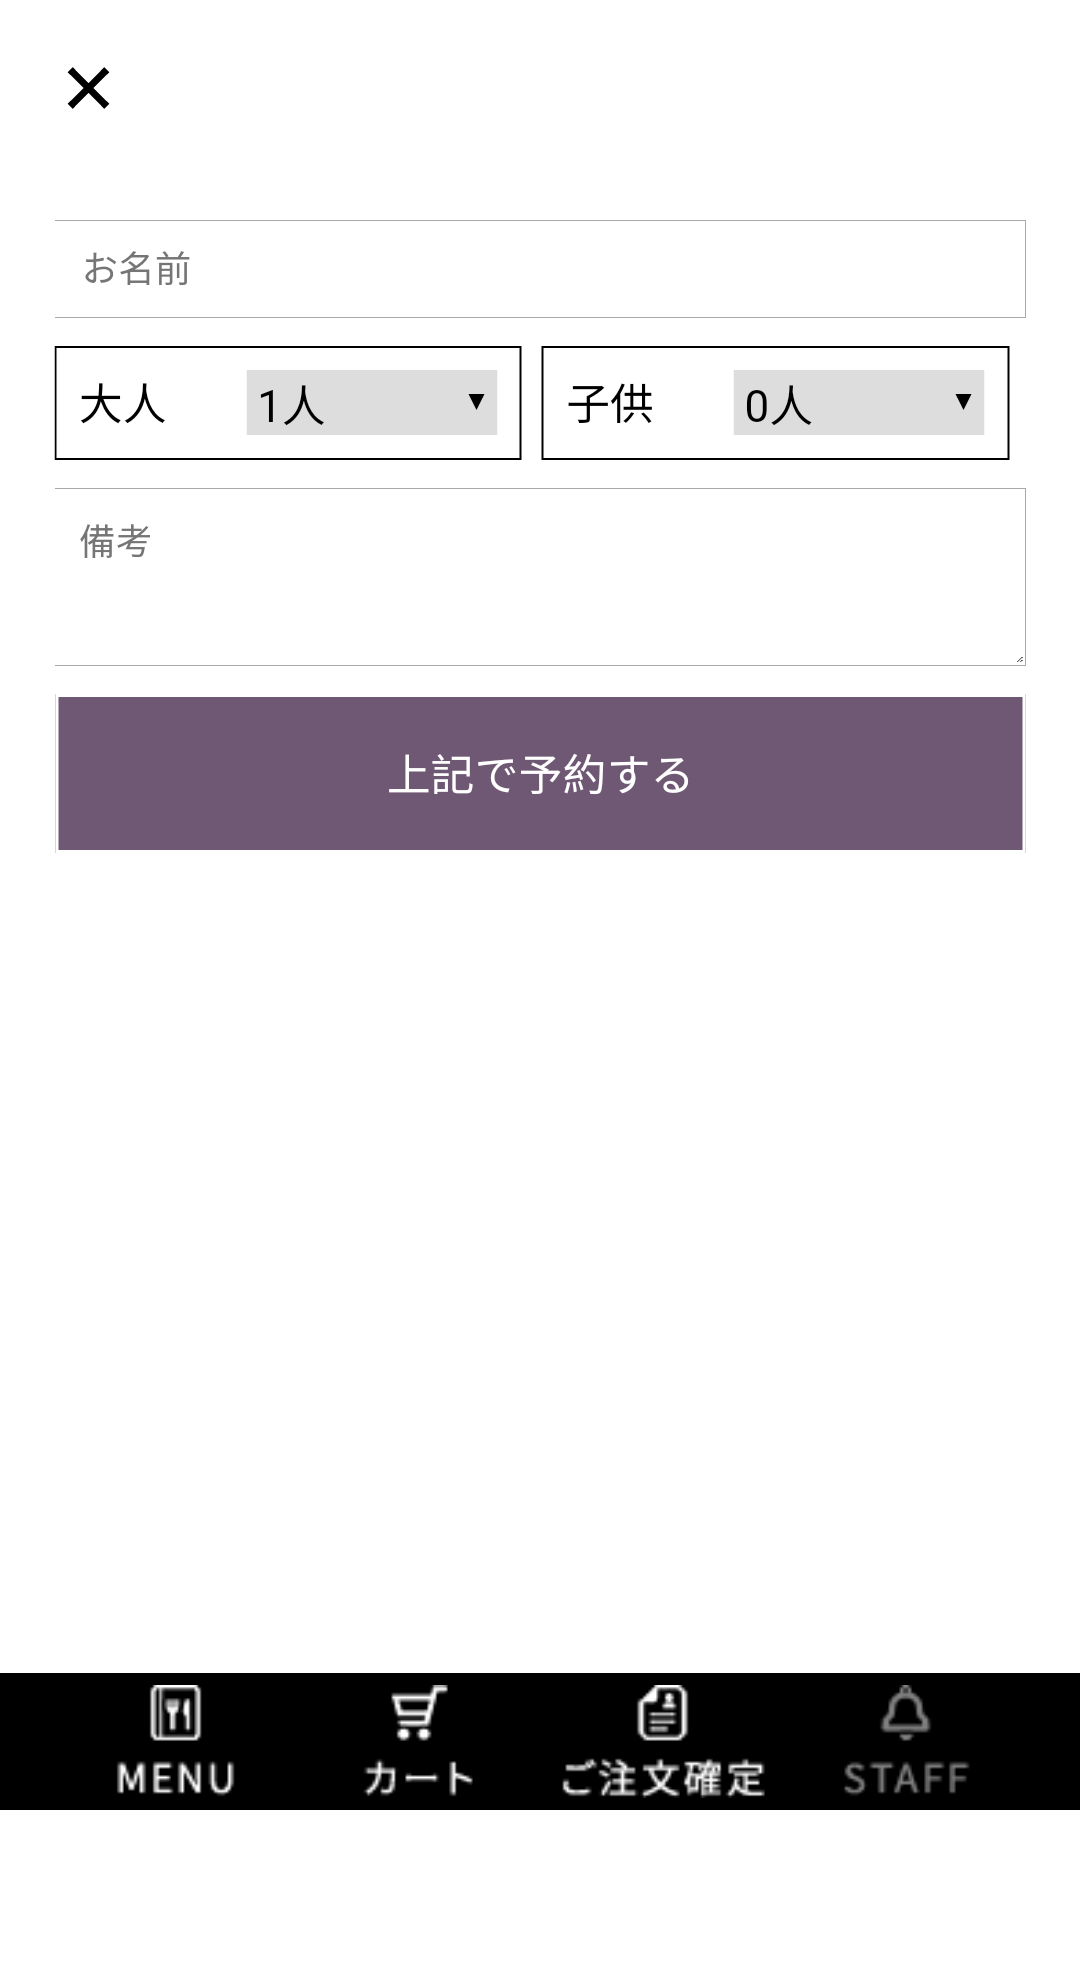 お名前
大人 1人 子供 0人
備考
上記で予約する
MENU カート ご注文確定 STAFF